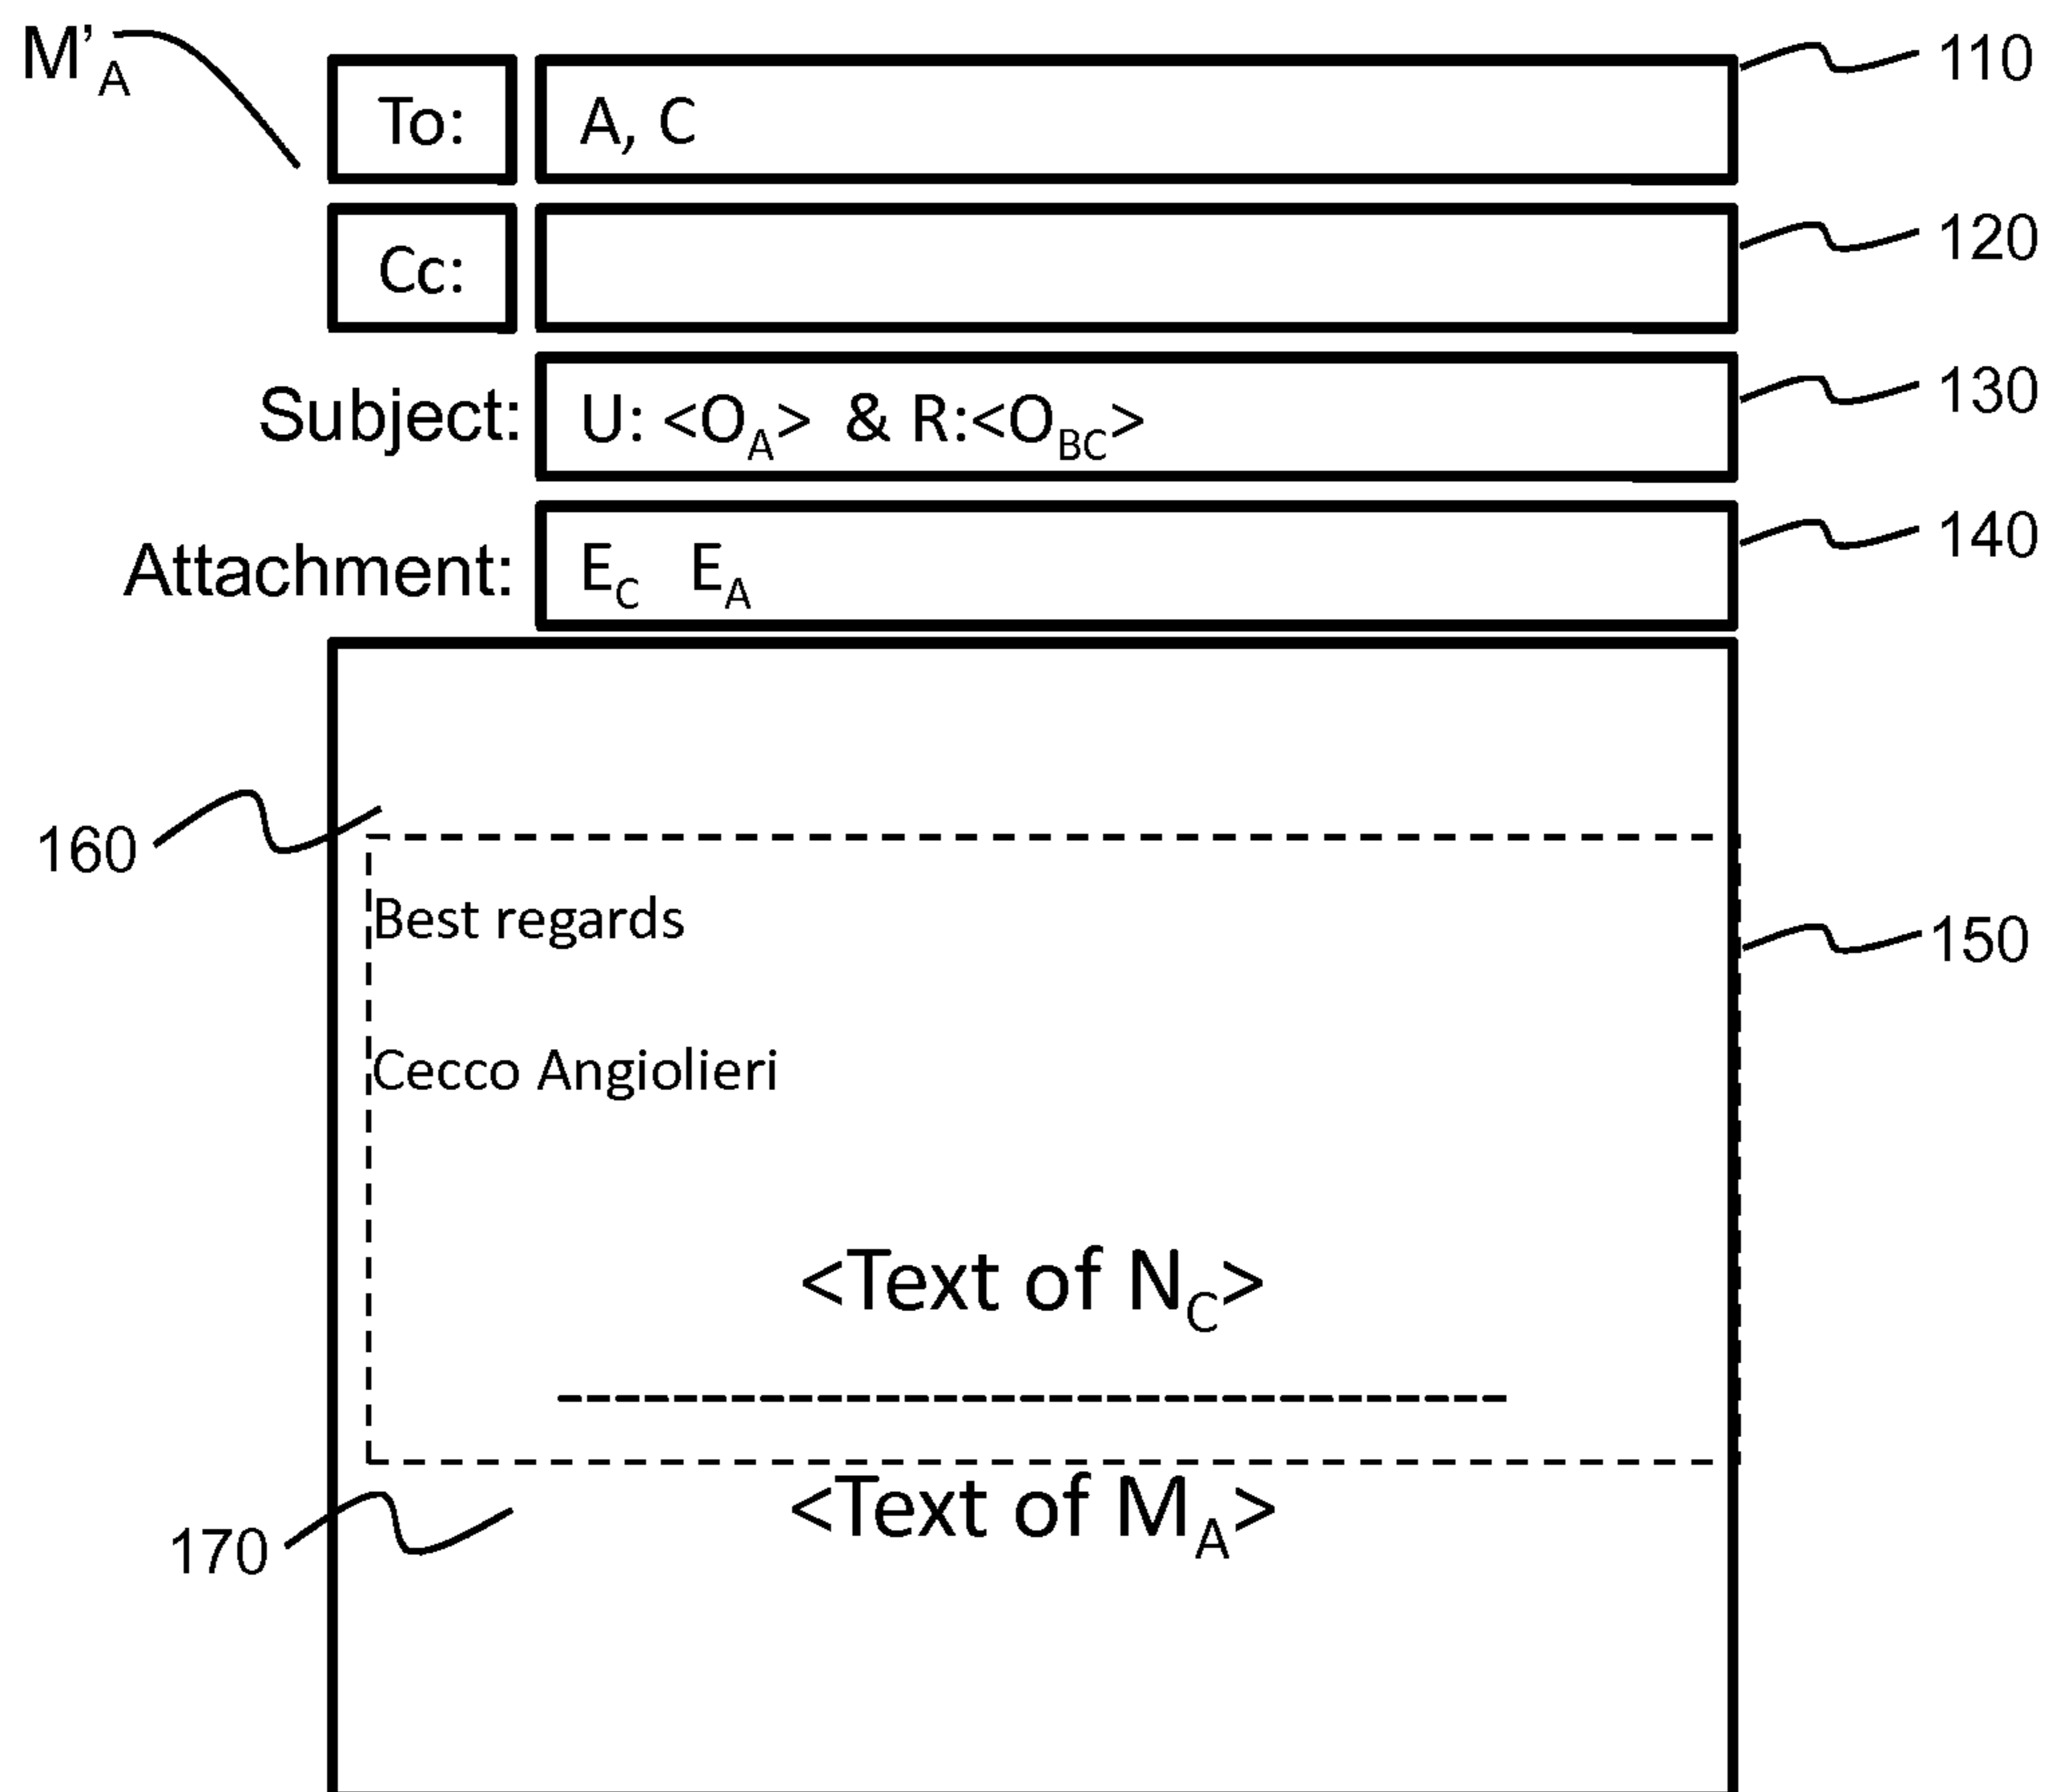 M'A
To: A, C 110
Cc: 120
Subject: U: <OA> & R:<OBC> 130
Attachment: EC EA 140
160
Best regards
150
Cecco Angiolieri
<Text of NC>
<Text of MA>
170